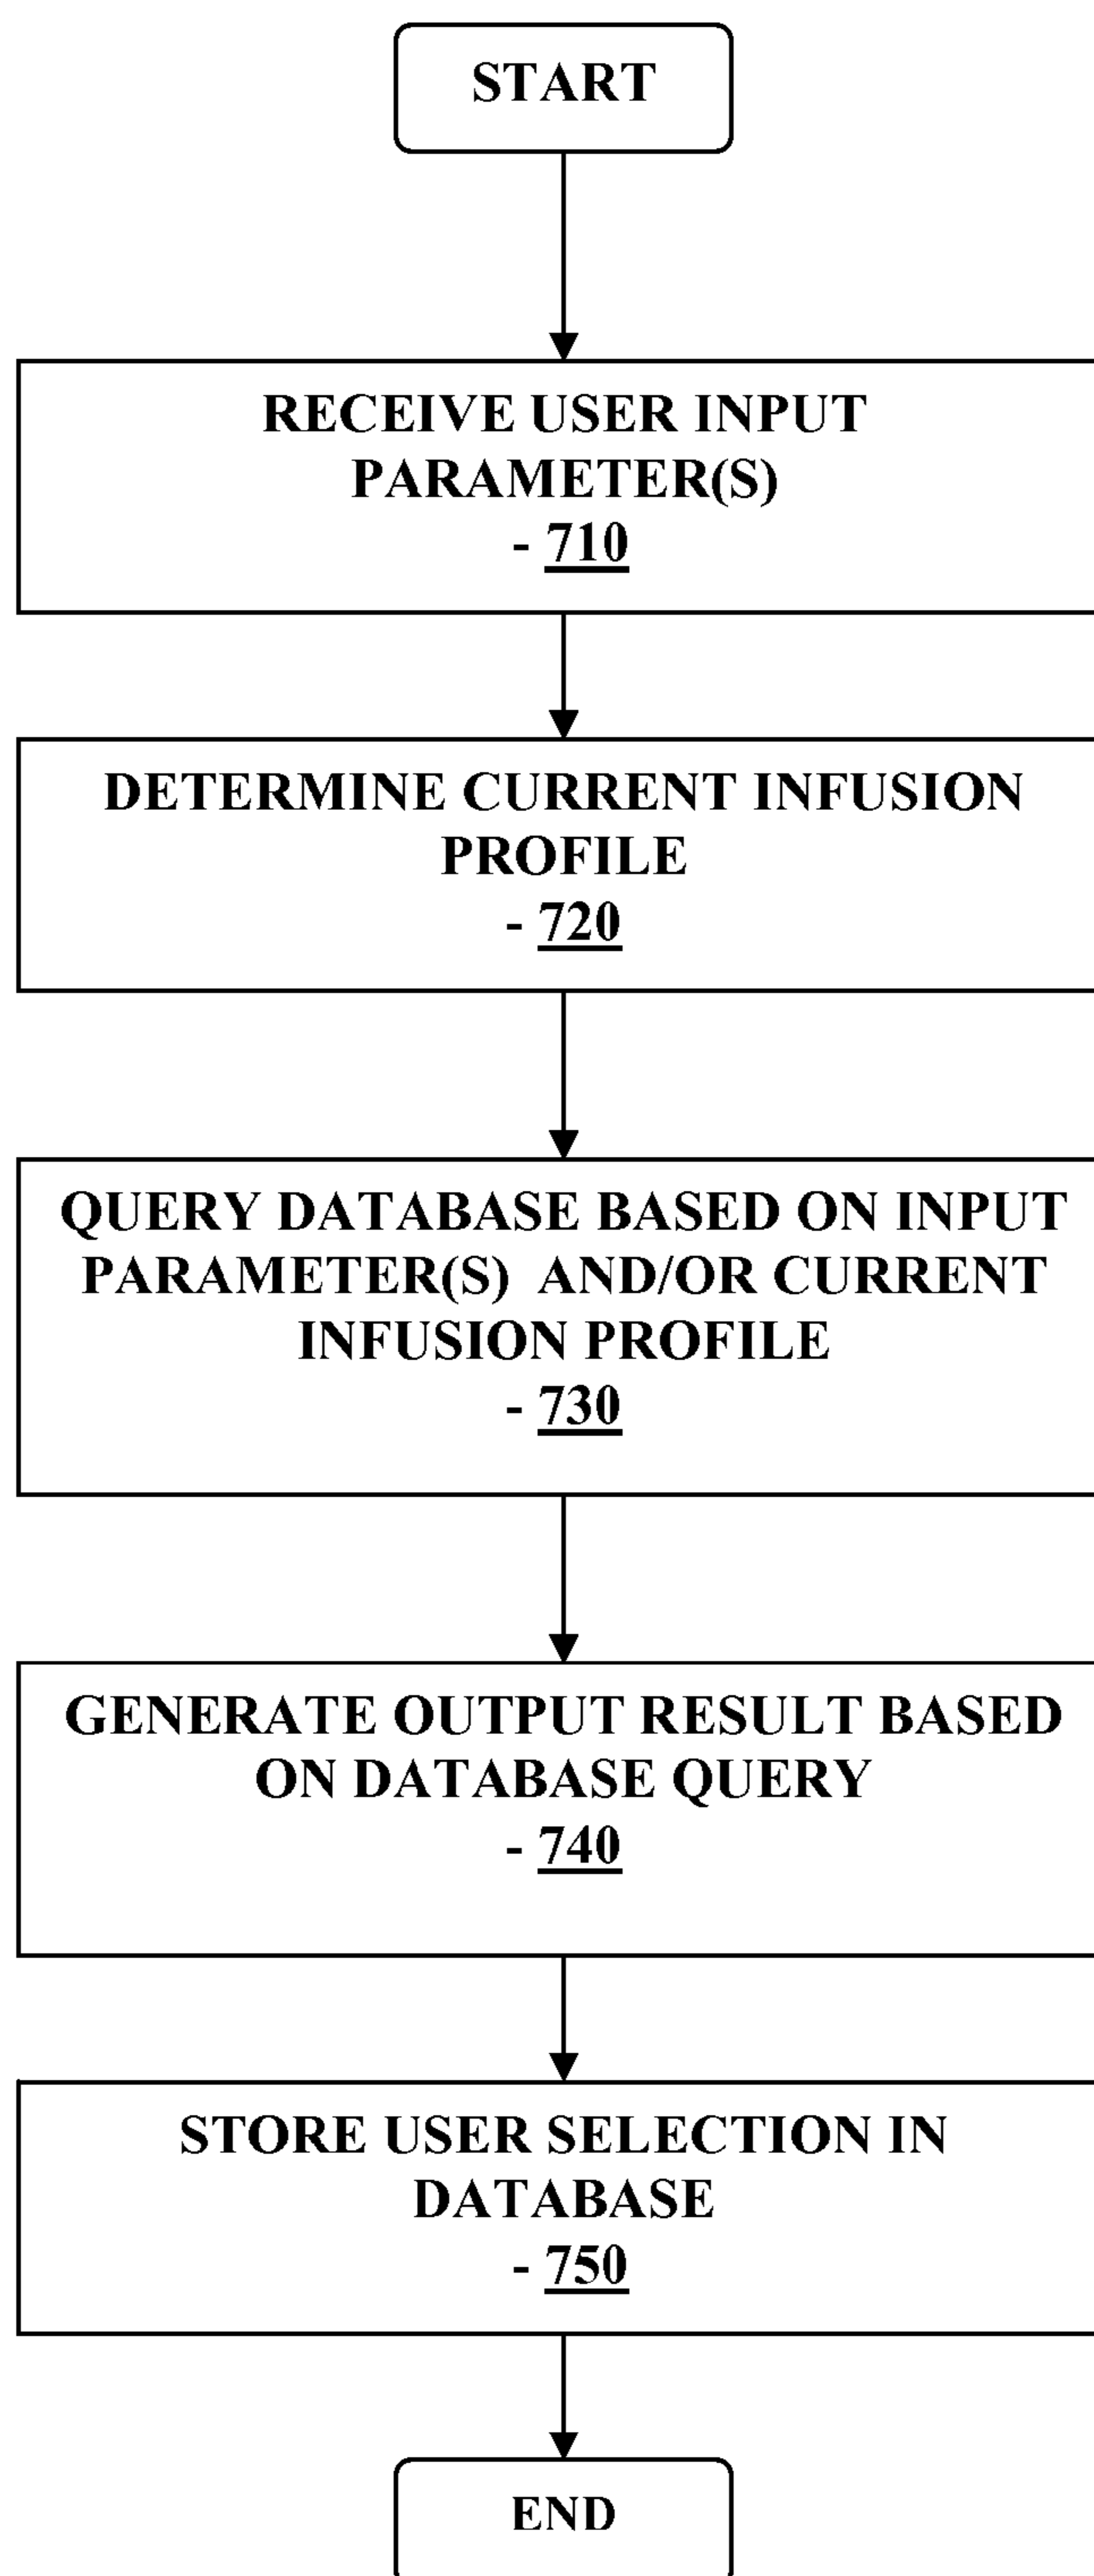 START
RECEIVE USER INPUT
PARAMETER(S)
- 710
DETERMINE CURRENT INFUSION
PROFILE
- 720
QUERY DATABASE BASED ON INPUT
PARAMETER(S) AND/OR CURRENT
INFUSION PROFILE
- 730
GENERATE OUTPUT RESULT BASED
ON DATABASE QUERY
- 740
STORE USER SELECTION IN
DATABASE
- 750
END